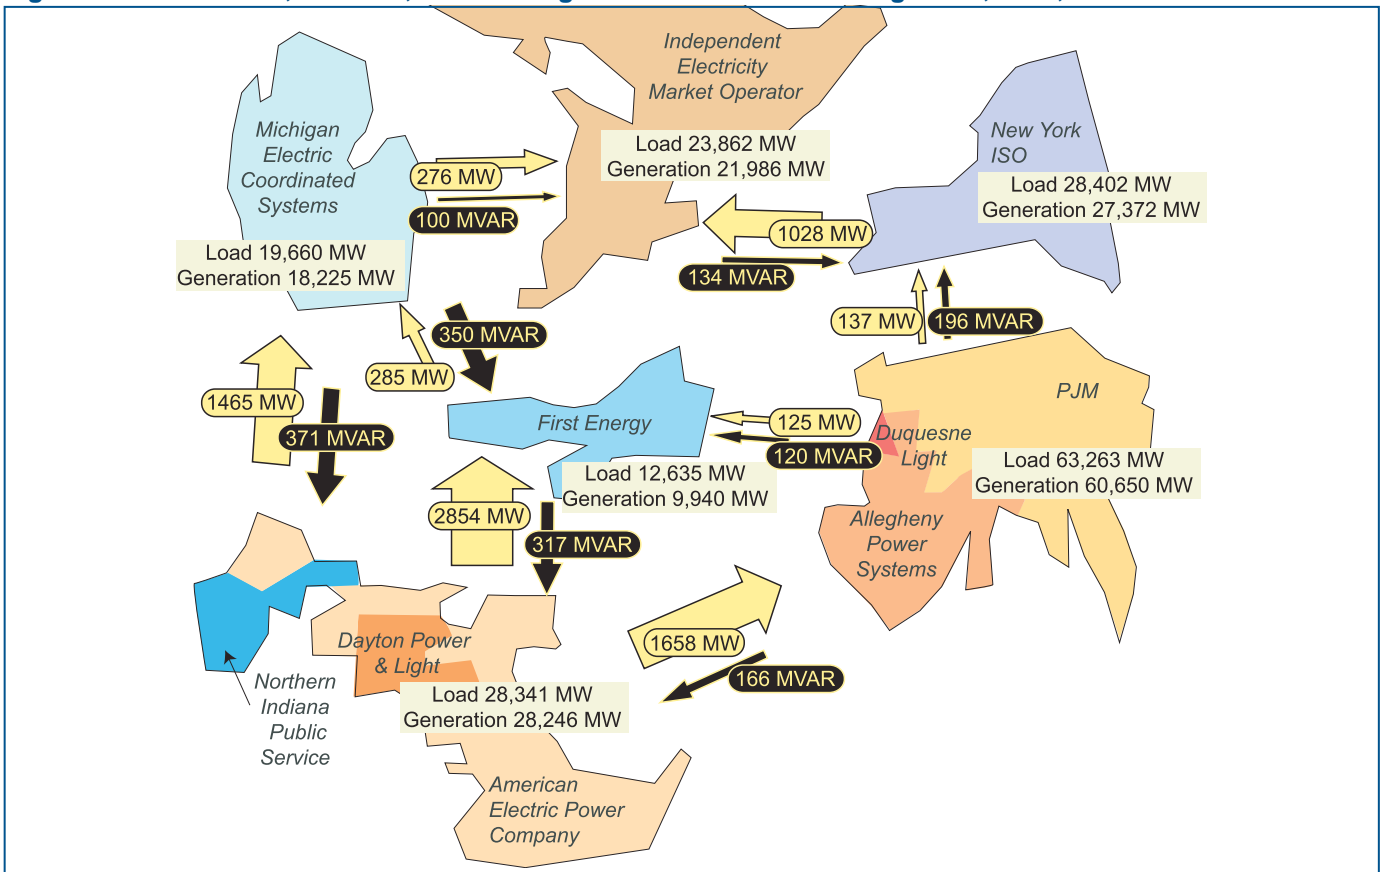 Independent
Electricity
Market Operator
Load 23,862 MW
Generation 21,986 MW
Michigan
Electric
Coordinated
Systems
Load 19,660 MW
Generation 18,225 MW
276 MW
100 MVAR
New York
ISO
Load 28,402 MW
Generation 27,372 MW
1028 MW
134 MVAR
137 MW
196 MVAR
350 MVAR
285 MW
1465 MW
371 MVAR
First Energy
Load 12,635 MW
Generation 9,940 MW
125 MW
120 MVAR
PJM
Duquesne
Light
Load 63,263 MW
Generation 60,650 MW
Allegheny
Power
Systems
2854 MW
317 MVAR
1658 MW
166 MVAR
Dayton Power
& Light
Load 28,341 MW
Generation 28,246 MW
Northern
Indiana
Public
Service
American
Electric Power
Company